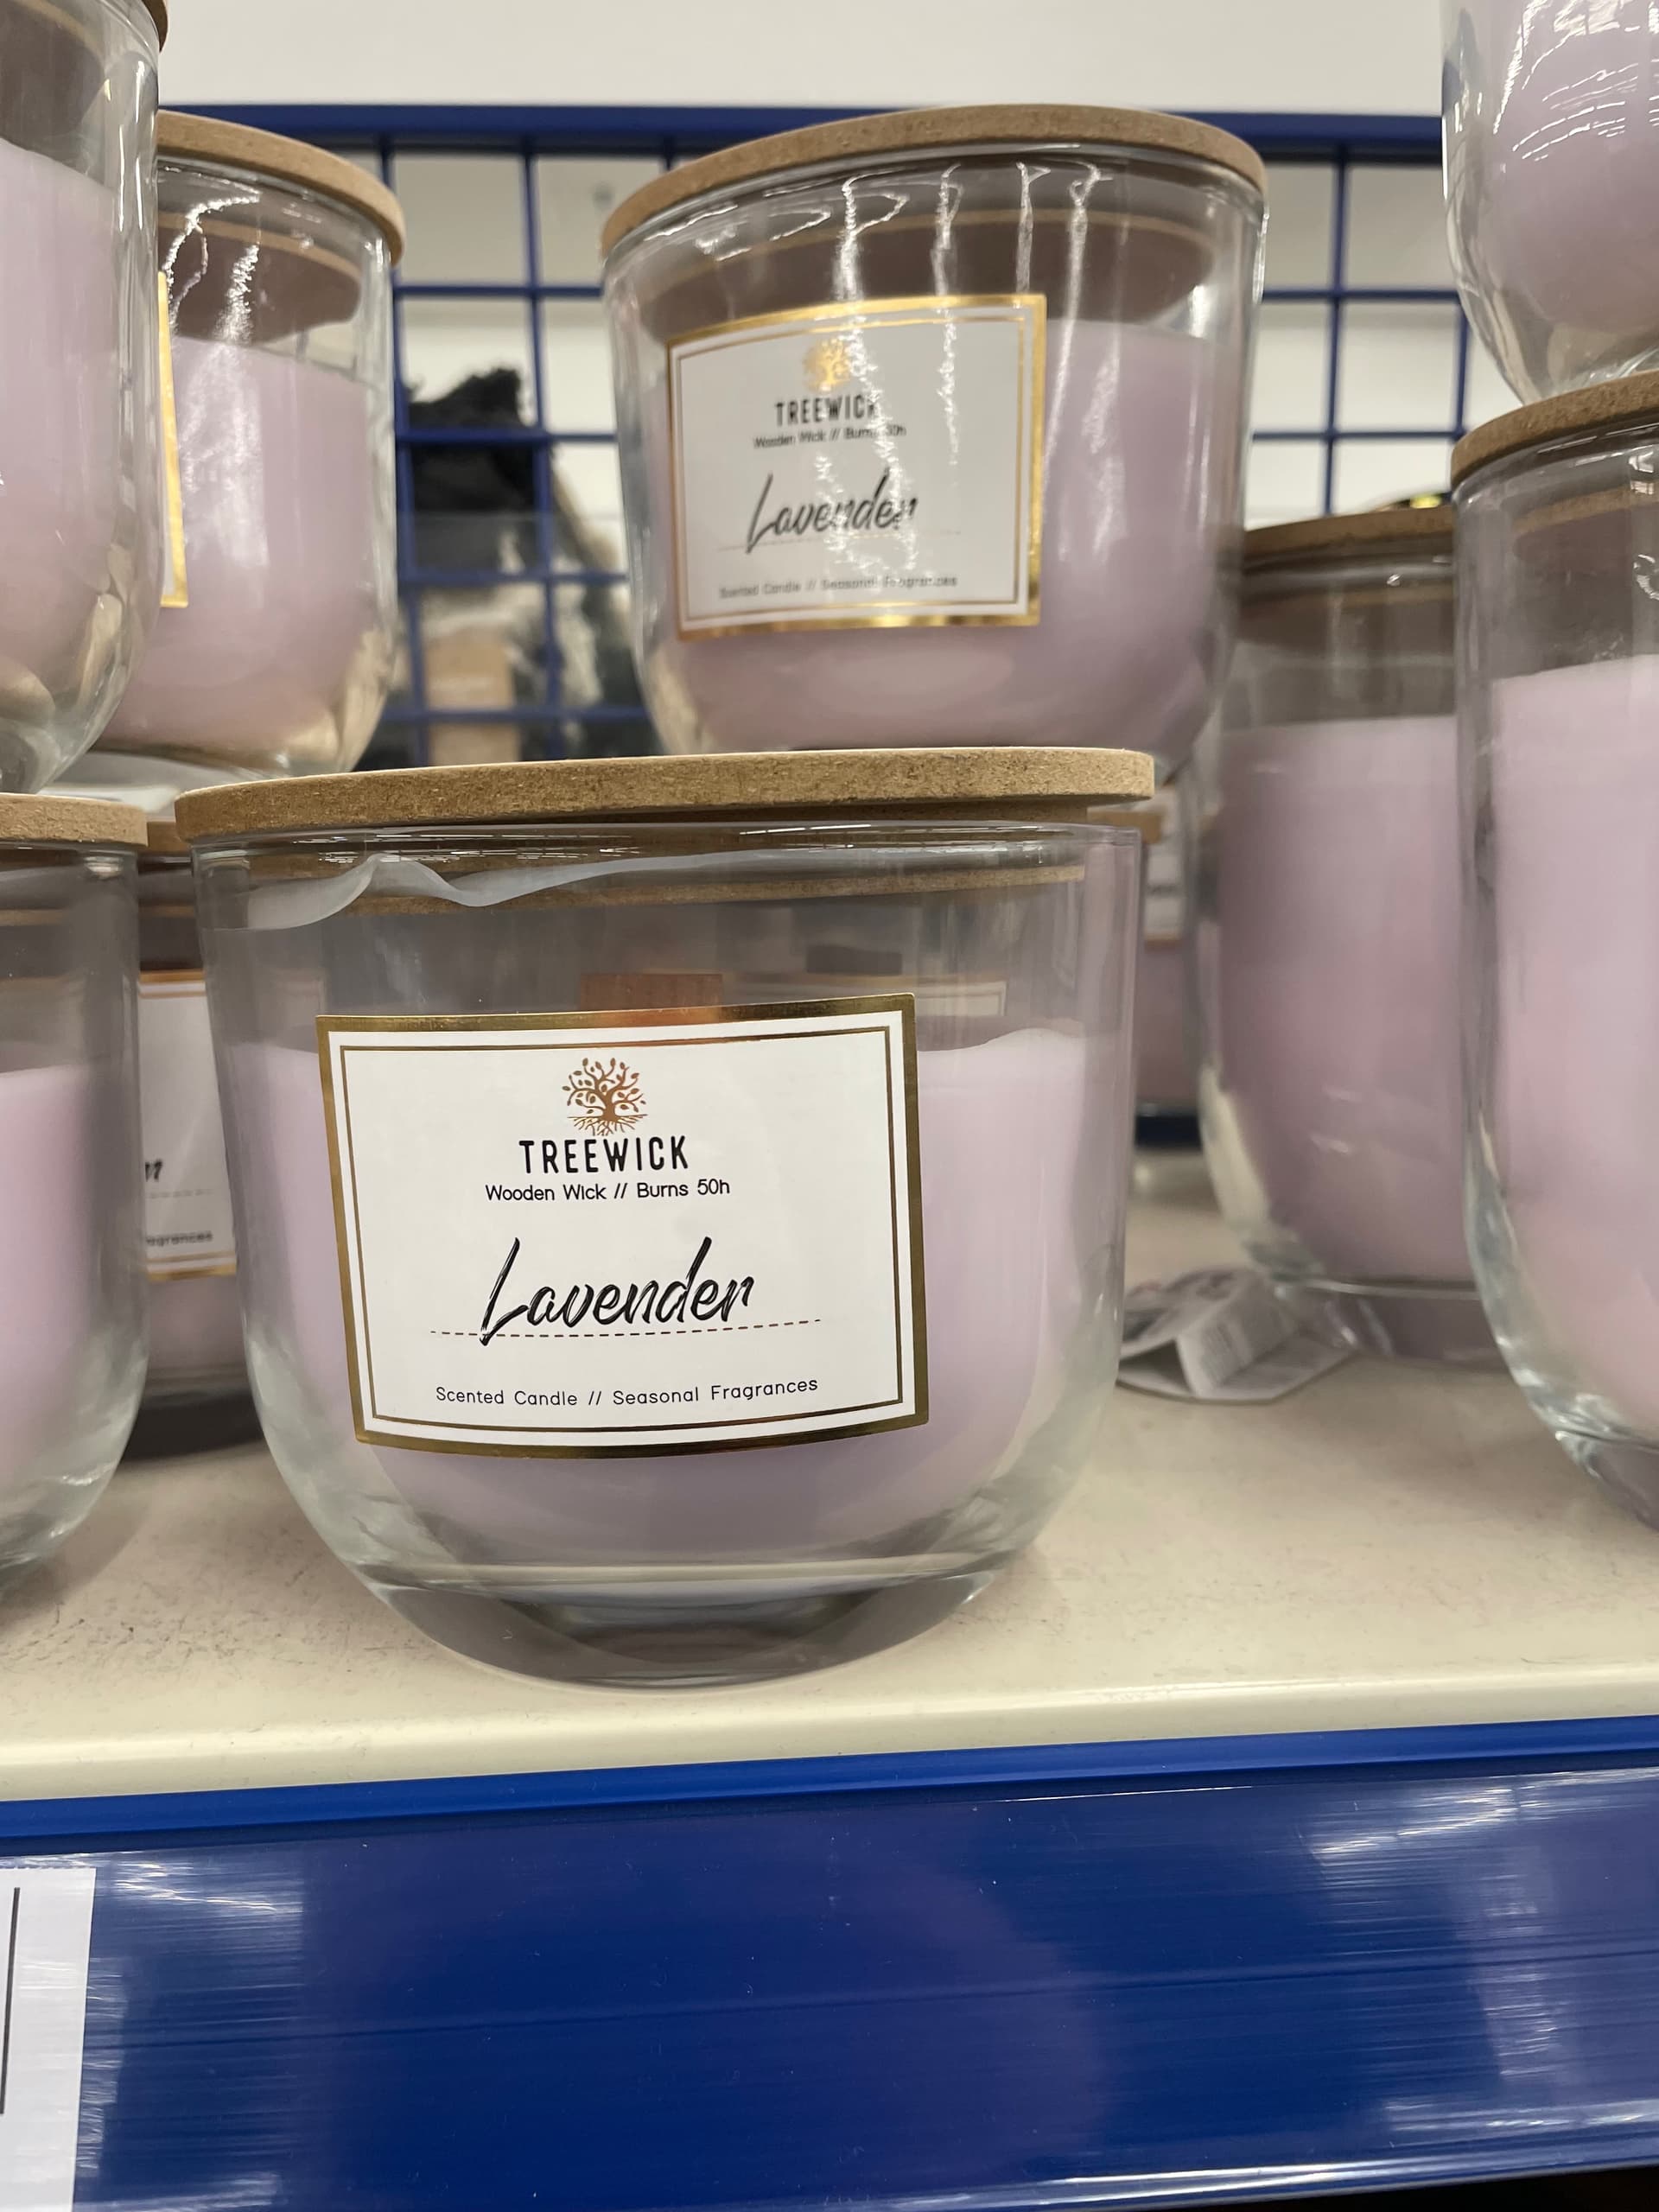 TREEWICK
Wooden Wick // Burns 50h
Lavender
Scented Candle // Seasonal Fragrances
TREEWICK
Wooden Wick // Burns 50h
Lavender
Scented Candle // Seasonal Fragrances
agrances